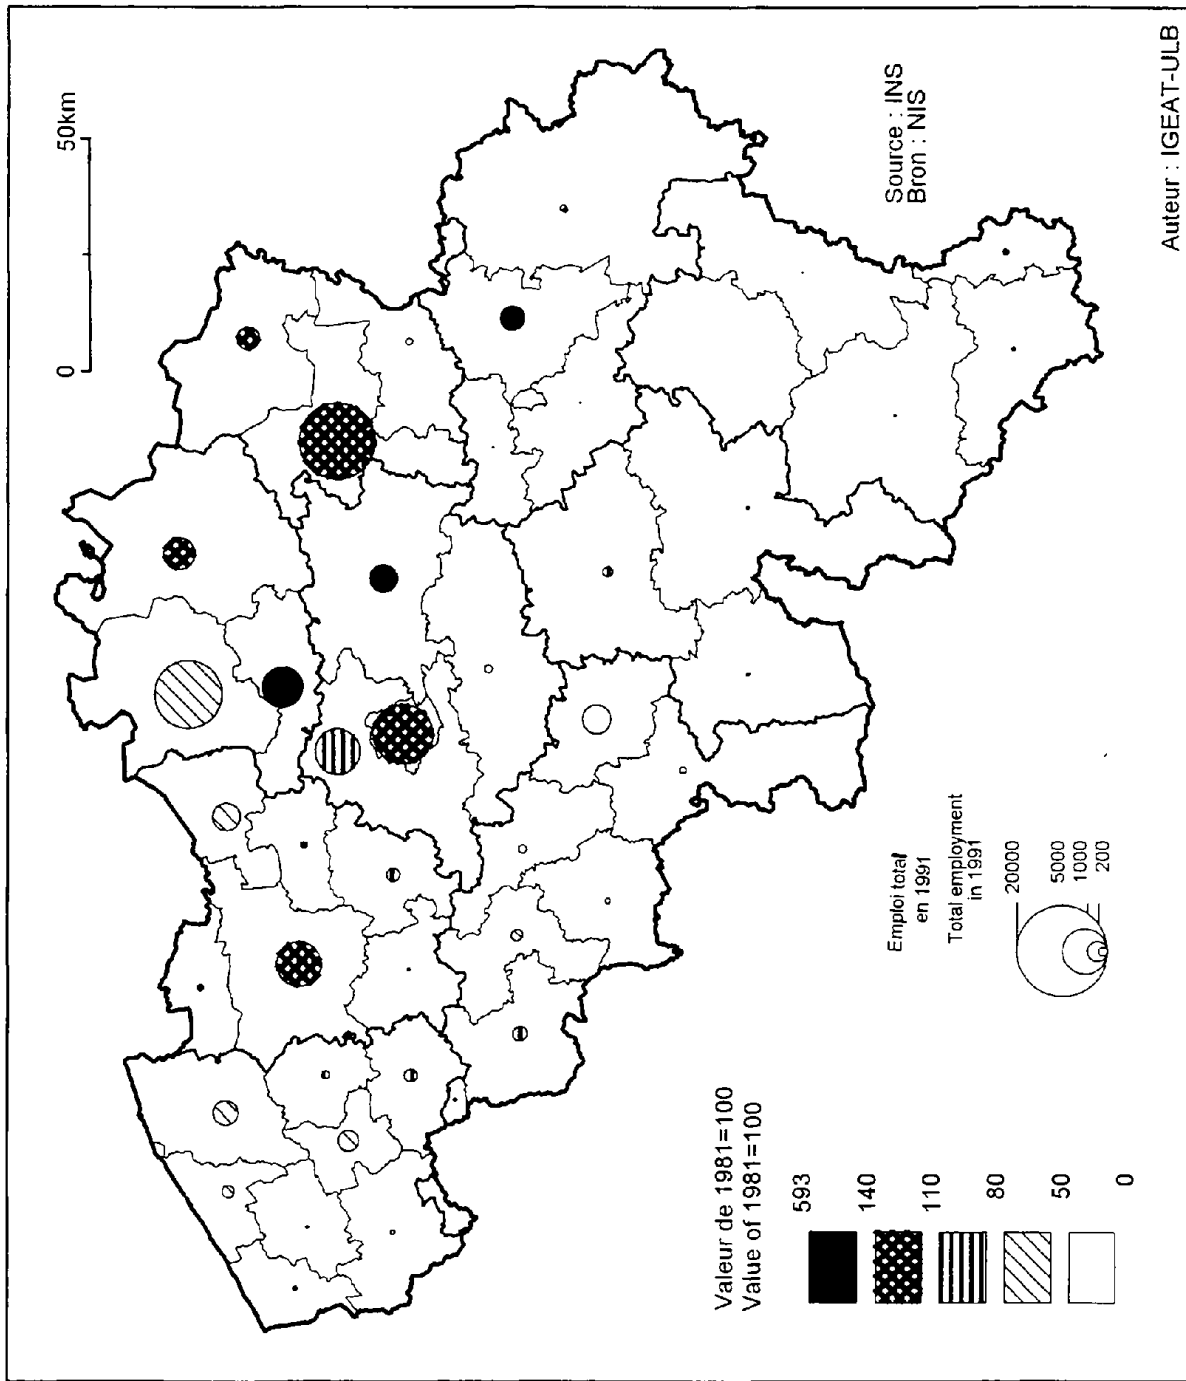 0
50km
Source : INS
Bron : NIS
Auteur : IGEAT-ULB
Emploi total
en 1991
Total employment
in 1991
20000
5000
1000
200
Valeur de 1981=100
Value of 1981=100
593
140
110
80
50
0